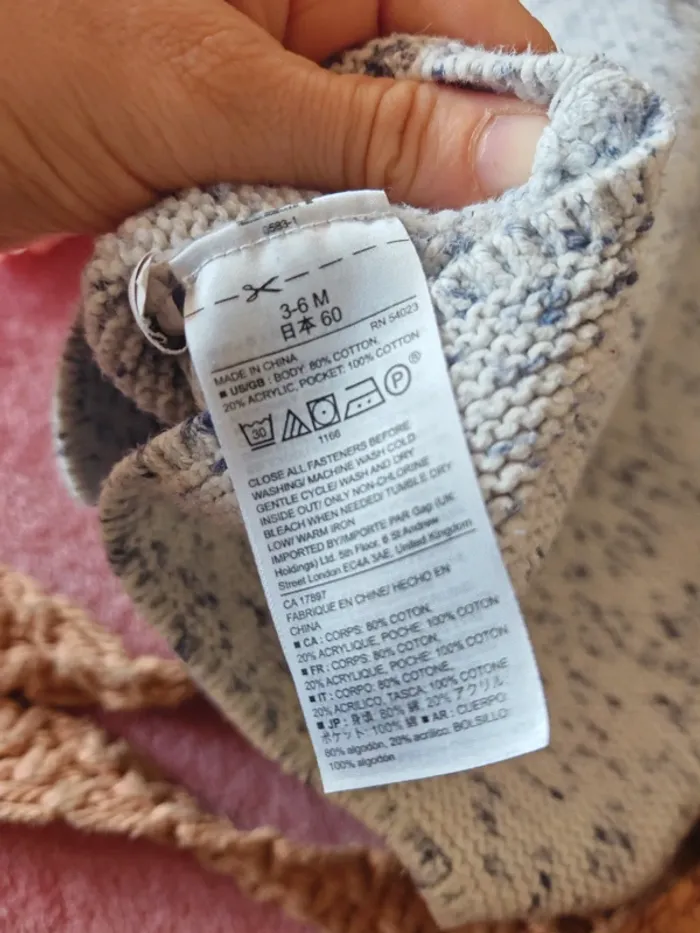 0583-1
3-6 M
日本 60
RN 54023
MADE IN CHINA
■ US/GB : BODY: 80% COTTON,
20% ACRYLIC, POCKET: 100% COTTON
30 P ®
1166
CLOSE ALL FASTENERS BEFORE
WASHING/ MACHINE WASH COLD
GENTLE CYCLE/ WASH AND DRY
INSIDE OUT/ ONLY NON-CHLORINE
BLEACH WHEN NEEDED/ TUMBLE DRY
LOW/ WARM IRON
IMPORTED BY/IMPORTE PAR Gap (UK
Holdings) Ltd. 5th Floor, 6 St Andrew
Street London EC4A 3AE, United Kingdom
CA 17897
FABRIQUE EN CHINE/ HECHO EN
CHINA
■ CA : CORPS: 80% COTON,
20% ACRYLIQUE, POCHE: 100% COTON
■ FR : CORPS: 80% COTON,
20% ACRYLIQUE, POCHE: 100% COTON
■ IT : CORPO: 80% COTONE,
20% ACRILICO, TASCA: 100% COTONE
■ JP : 身頃 80% 綿, 20% アクリル
ポケット: 100% 綿 ■ AR : CUERPO:
80% algodón, 20% acrílico, BOLSILLO:
100% algodón